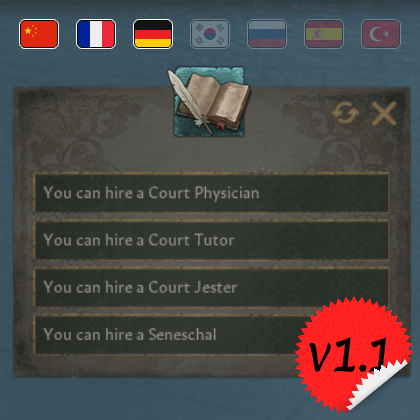 You can hire a Court Physician
You can hire a Court Tutor
You can hire a Court Jester
You can hire a Seneschal
v1.1